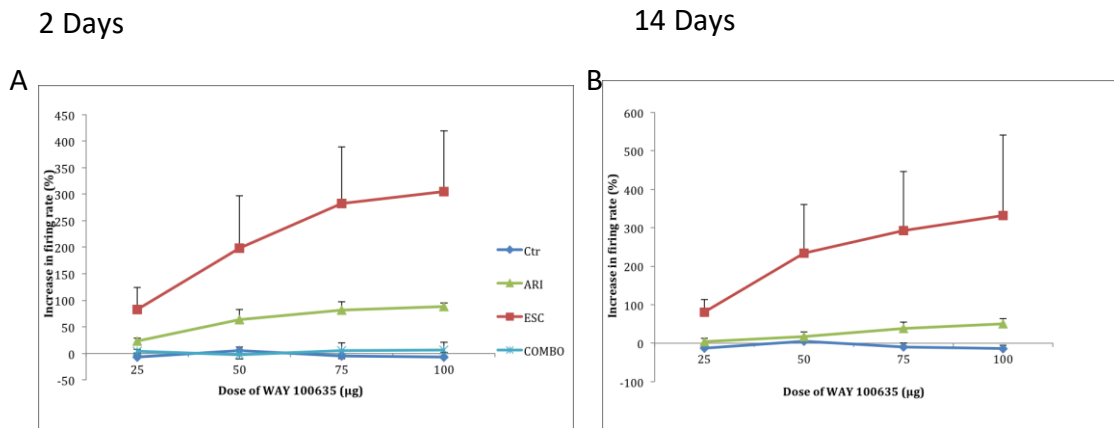 2 Days
14 Days
A
B
Increase in firing rate (%)
450
400
350
300
250
200
150
100
50
0
-50
25
50
75
100
Dose of WAY 100635 (µg)
Ctr
ARI
ESC
COMBO
Increase in firing rate (%)
600
500
400
300
200
100
0
-100
25
50
75
100
Dose of WAY 100635 (µg)